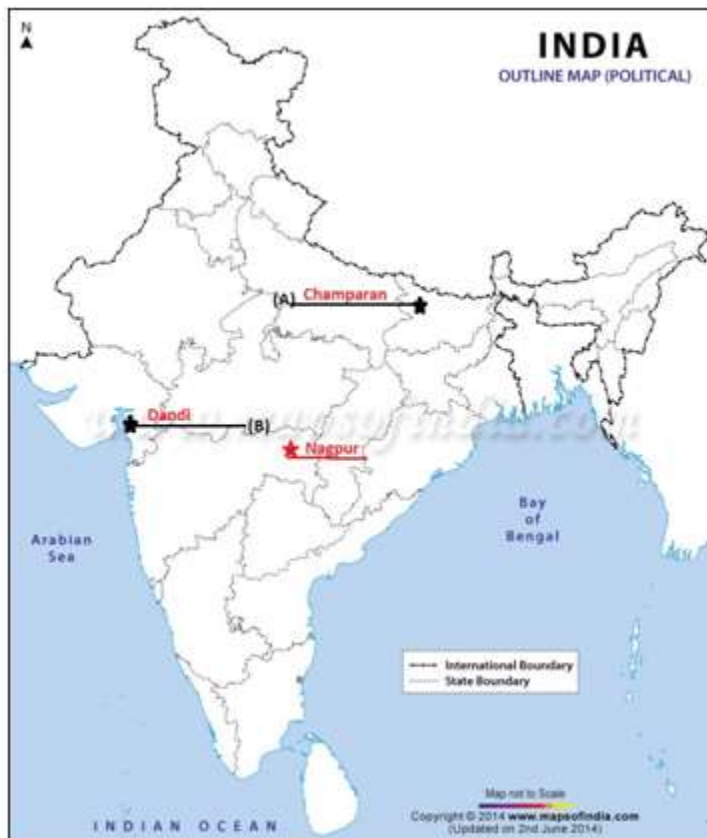 N
INDIA
OUTLINE MAP (POLITICAL)
(A) Champaran
Dandi
(B)
Nagpur
Arabian
Sea
Bay
of
Bengal
International Boundary
State Boundary
Map not to Scale
Copyright © 2014 www.mapsofindia.com
(Updated on 2nd June 2014)
INDIAN OCEAN